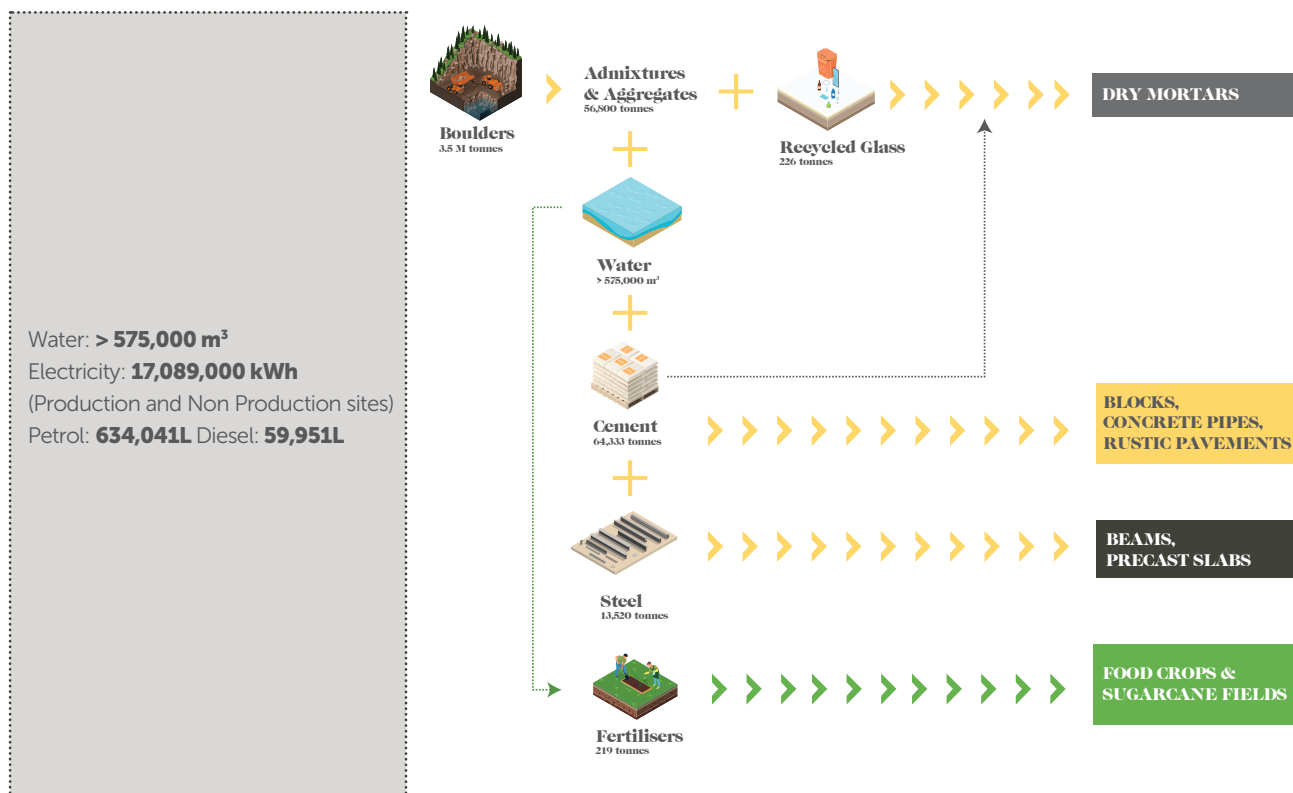 Water: > 575,000 m³
Electricity: 17,089,000 kWh
(Production and Non Production sites)
Petrol: 634,041L Diesel: 59,951L
Boulders
3.5 M tonnes
Admixtures
& Aggregates
56,800 tonnes
Recycled Glass
226 tonnes
DRY MORTARS
Water
> 575,000 m³
Cement
64,333 tonnes
BLOCKS,
CONCRETE PIPES,
RUSTIC PAVEMENTS
Steel
13,520 tonnes
BEAMS,
PRECAST SLABS
Fertilisers
219 tonnes
FOOD CROPS &
SUGARCANE FIELDS